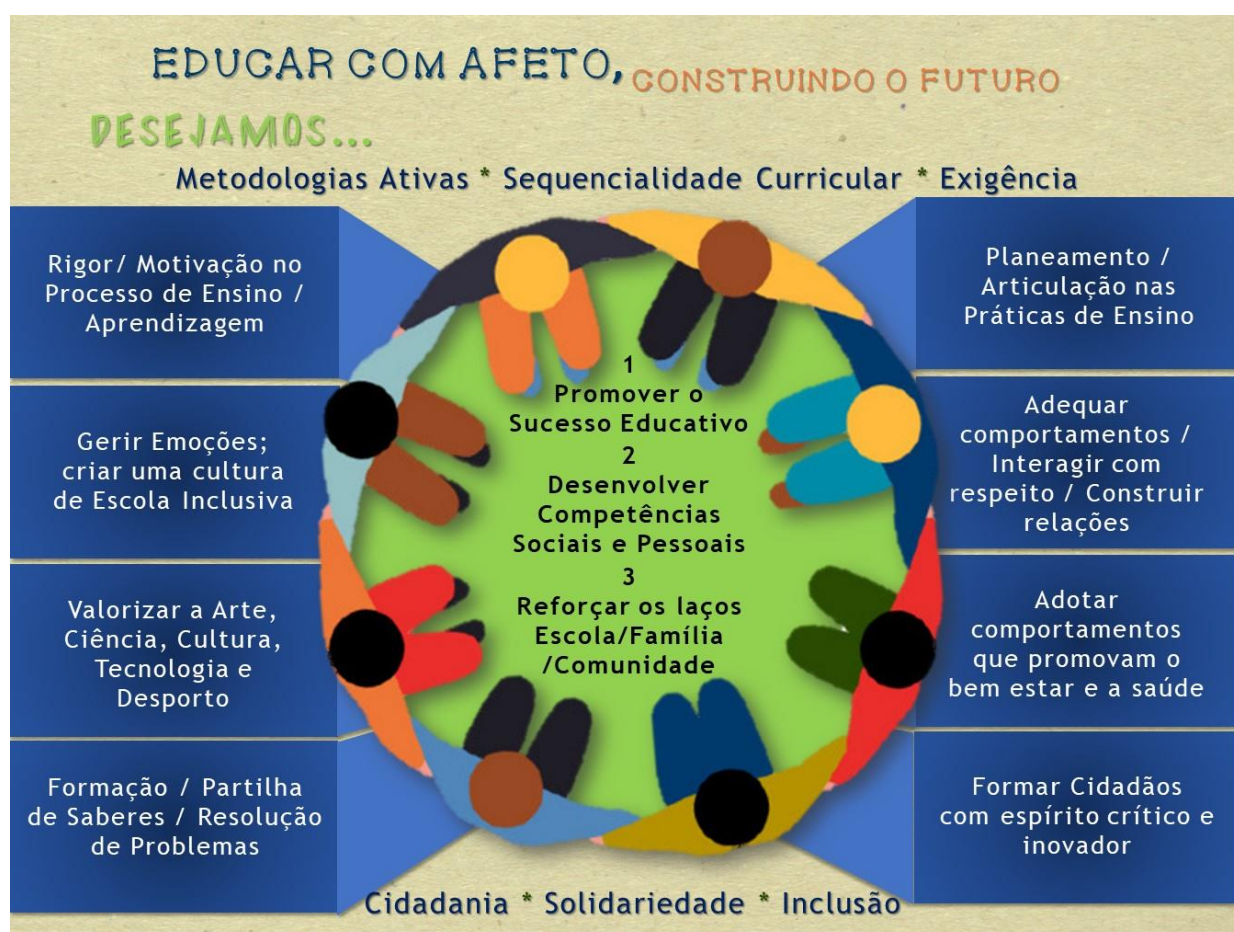 EDUCAR COM AFETO, CONSTRUINDO O FUTURO
DESEJAMOS...
Metodologias Ativas * Sequencialidade Curricular * Exigência
Rigor/ Motivação no
Processo de Ensino /
Aprendizagem
Gerir Emoções;
criar uma cultura
de Escola Inclusiva
Valorizar a Arte,
Ciência, Cultura,
Tecnologia e
Desporto
Formação / Partilha
de Saberes / Resolução
de Problemas
1
Promover o
Sucesso Educativo
2
Desenvolver
Competências
Sociais e Pessoais
3
Reforçar os laços
Escola/Família
/Comunidade
Planeamento /
Articulação nas
Práticas de Ensino
Adequar
comportamentos /
Interagir com
respeito / Construir
relações
Adotar
comportamentos
que promovam o
bem estar e a saúde
Formar Cidadãos
com espírito crítico e
inovador
Cidadania * Solidariedade * Inclusão